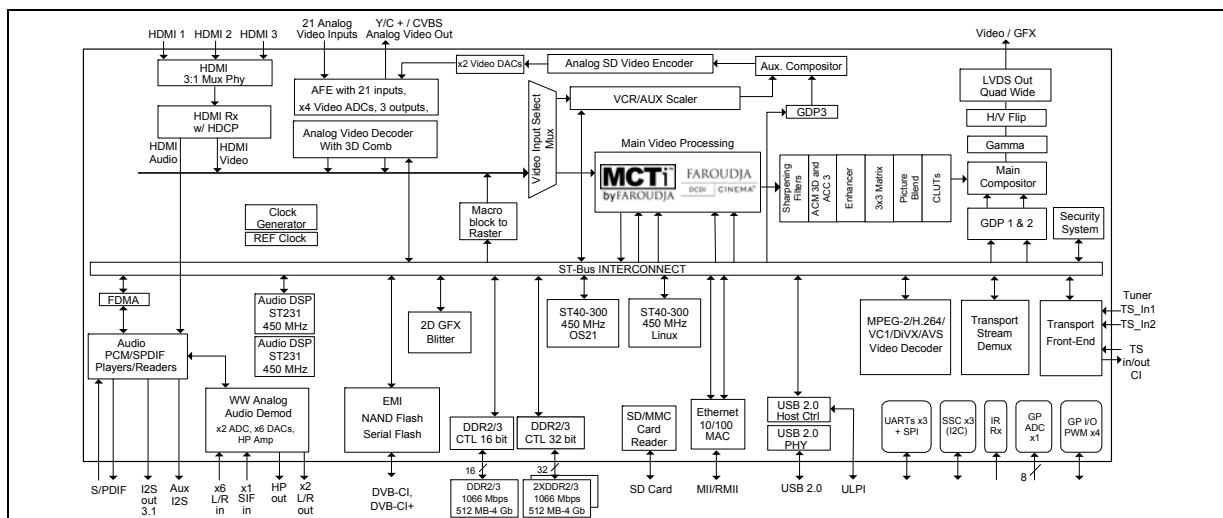 HDMI 1 HDMI 2 HDMI 3
21 Analog
Video Inputs
Y/C + / CVBS
Analog Video Out
Video / GFX
HDMI
3:1 Mux Phy
HDMI Rx
w/ HDCP
HDMI
Audio
HDMI
Video
AFE with 21 inputs,
x4 Video ADCs, 3 outputs,
Analog Video Decoder
With 3D Comb
x2 Video DACs
Analog SD Video Encoder
Aux. Compositor
VCR/AUX Scaler
GDP3
Video Input Select
Mux
Main Video Processing
MCTi™
byFAROUDJA
FAROUDJA
DCDI CINEMA
Sharpening
Filters
ACM 3D and
ACC 3
Enhancer
3x3 Matrix
Picture
Blend
CLUTs
LVDS Out
Quad Wide
H/V Flip
Gamma
Main
Compositor
GDP 1 & 2
Security
System
Clock
Generator
REF Clock
Macro
block to
Raster
ST-Bus INTERCONNECT
FDMA
Audio DSP
ST231
450 MHz
Audio DSP
ST231
450 MHz
2D GFX
Blitter
ST40-300
450 MHz
OS21
ST40-300
450 MHz
Linux
MPEG-2/H.264/
VC1/DiVX/AVS
Video Decoder
Transport
Stream
Demux
Transport
Front-End
Tuner
TS_In1
TS_In2
TS
in/out
CI
Audio
PCM/SPDIF
Players/Readers
WW Analog
Audio Demod
x2 ADC, x6 DACs,
HP Amp
EMI
NAND Flash
Serial Flash
DDR2/3
CTL 16 bit
DDR2/3
CTL 32 bit
SD/MMC
Card
Reader
Ethernet
10/100
MAC
USB 2.0
Host Ctrl
USB 2.0
PHY
UARTs x3
+ SPI
SSC x3
(I2C)
IR
Rx
GP
ADC
x1
GP I/O
PWM x4
16
32
8
S/PDIF
I2S
out
3.1
Aux
I2S
x6
L/R
in
x1
SIF
in
HP
out
x2
L/R
out
DVB-CI,
DVB-CI+
DDR2/3
1066 Mbps
512 MB-4 Gb
2XDDR2/3
1066 Mbps
512 MB-4 Gb
SD Card
MII/RMII
USB 2.0
ULPI